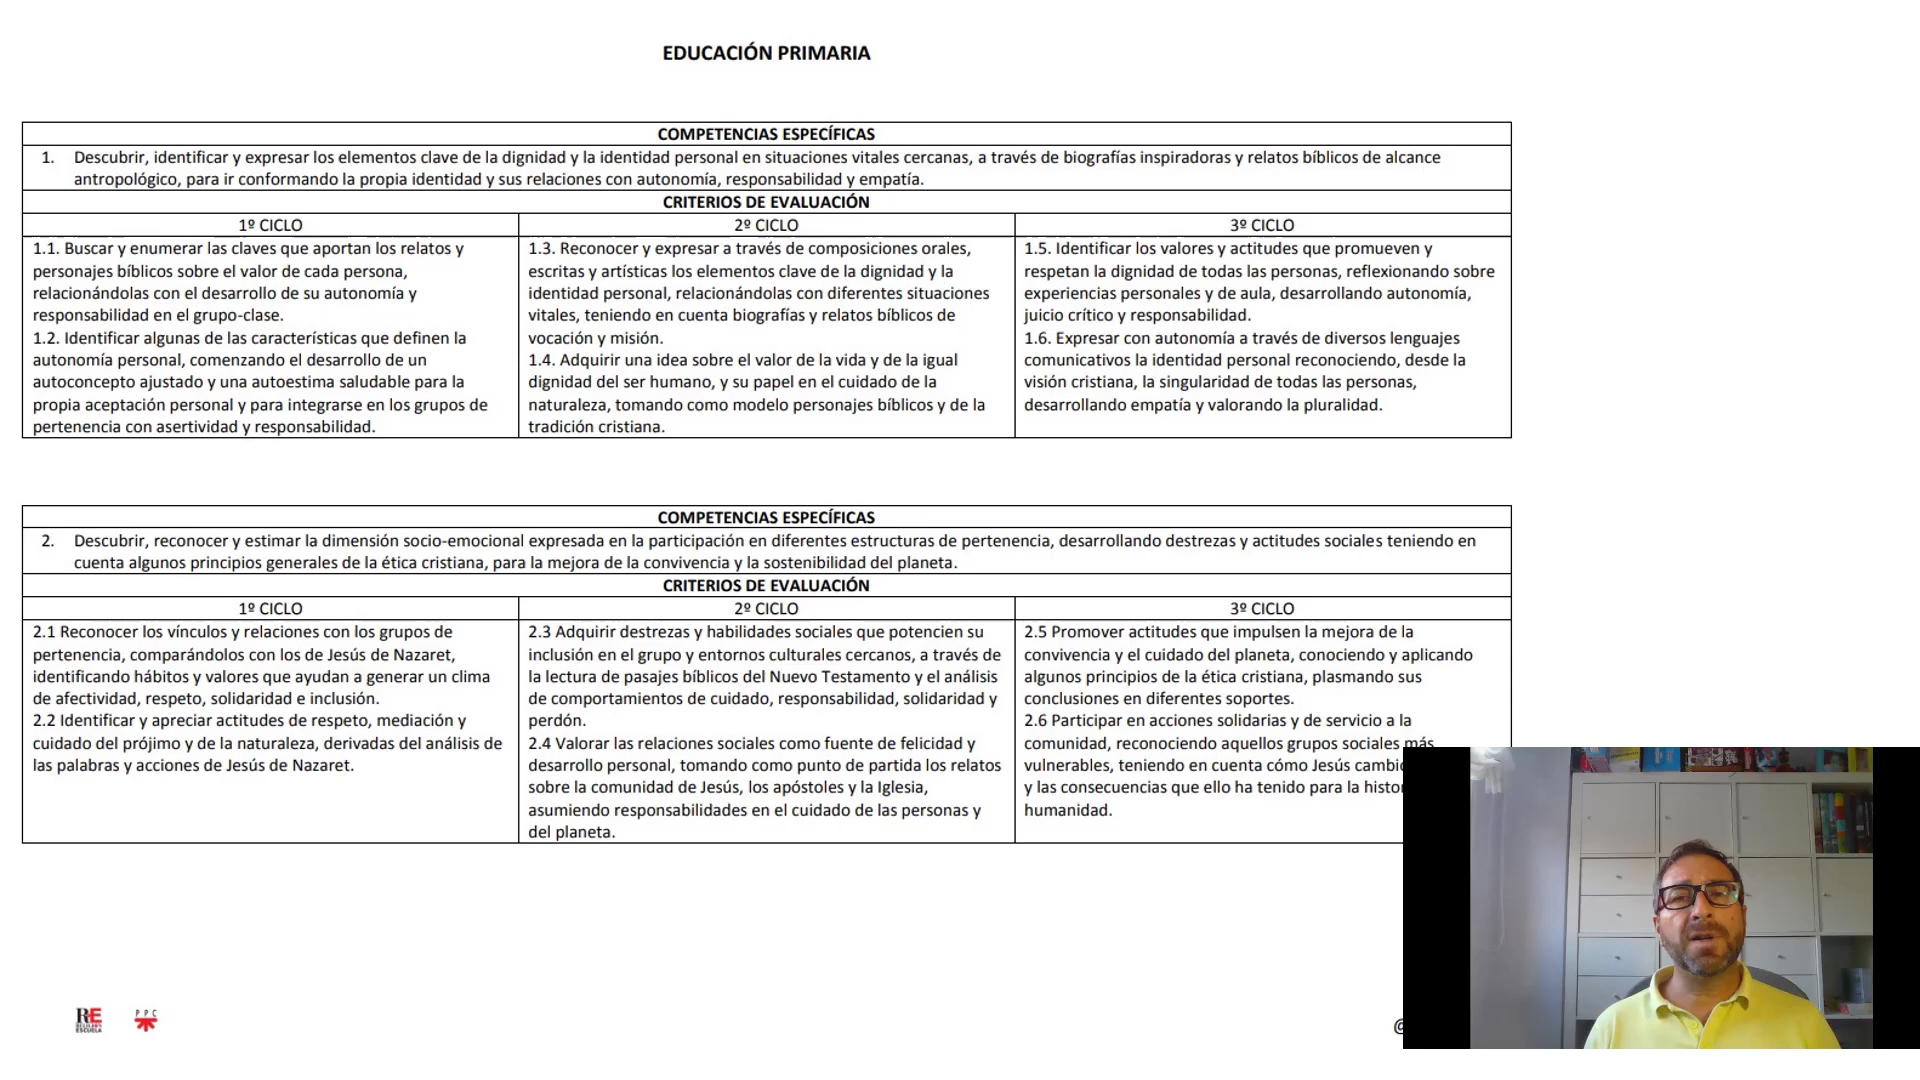 EDUCACIÓN PRIMARIA
COMPETENCIAS ESPECÍFICAS
1. Descubrir, identificar y expresar los elementos clave de la dignidad y la identidad personal en situaciones vitales cercanas, a través de biografías inspiradoras y relatos bíblicos de alcance
antropológico, para ir conformando la propia identidad y sus relaciones con autonomía, responsabilidad y empatía.
CRITERIOS DE EVALUACIÓN
1º CICLO
2º CICLO
3º CICLO
1.1. Buscar y enumerar las claves que aportan los relatos y
personajes bíblicos sobre el valor de cada persona,
relacionándolas con el desarrollo de su autonomía y
responsabilidad en el grupo-clase.
1.2. Identificar algunas de las características que definen la
autonomía personal, comenzando el desarrollo de un
autoconcepto ajustado y una autoestima saludable para la
propia aceptación personal y para integrarse en los grupos de
pertenencia con asertividad y responsabilidad.
1.3. Reconocer y expresar a través de composiciones orales,
escritas y artísticas los elementos clave de la dignidad y la
identidad personal, relacionándolas con diferentes situaciones
vitales, teniendo en cuenta biografías y relatos bíblicos de
vocación y misión.
1.4. Adquirir una idea sobre el valor de la vida y de la igual
dignidad del ser humano, y su papel en el cuidado de la
naturaleza, tomando como modelo personajes bíblicos y de la
tradición cristiana.
1.5. Identificar los valores y actitudes que promueven y
respetan la dignidad de todas las personas, reflexionando sobre
experiencias personales y de aula, desarrollando autonomía,
juicio crítico y responsabilidad.
1.6. Expresar con autonomía a través de diversos lenguajes
comunicativos la identidad personal reconociendo, desde la
visión cristiana, la singularidad de todas las personas,
desarrollando empatía y valorando la pluralidad.
COMPETENCIAS ESPECÍFICAS
2. Descubrir, reconocer y estimar la dimensión socio-emocional expresada en la participación en diferentes estructuras de pertenencia, desarrollando destrezas y actitudes sociales teniendo en
cuenta algunos principios generales de la ética cristiana, para la mejora de la convivencia y la sostenibilidad del planeta.
CRITERIOS DE EVALUACIÓN
1º CICLO
2º CICLO
3º CICLO
2.1 Reconocer los vínculos y relaciones con los grupos de
pertenencia, comparándolos con los de Jesús de Nazaret,
identificando hábitos y valores que ayudan a generar un clima
de afectividad, respeto, solidaridad e inclusión.
2.2 Identificar y apreciar actitudes de respeto, mediación y
cuidado del prójimo y de la naturaleza, derivadas del análisis de
las palabras y acciones de Jesús de Nazaret.
2.3 Adquirir destrezas y habilidades sociales que potencien su
inclusión en el grupo y entornos culturales cercanos, a través de
la lectura de pasajes bíblicos del Nuevo Testamento y el análisis
de comportamientos de cuidado, responsabilidad, solidaridad y
perdón.
2.4 Valorar las relaciones sociales como fuente de felicidad y
desarrollo personal, tomando como punto de partida los relatos
sobre la comunidad de Jesús, los apóstoles y la Iglesia,
asumiendo responsabilidades en el cuidado de las personas y
del planeta.
2.5 Promover actitudes que impulsen la mejora de la
convivencia y el cuidado del planeta, conociendo y aplicando
algunos principios de la ética cristiana, plasmando sus
conclusiones en diferentes soportes.
2.6 Participar en acciones solidarias y de servicio a la
comunidad, reconociendo aquellos grupos sociales más
vulnerables, teniendo en cuenta cómo Jesús
y las consecuencias que ello ha tenido para la
humanidad.
RE
RELIGIÓN
ESCUELA
PPC
@